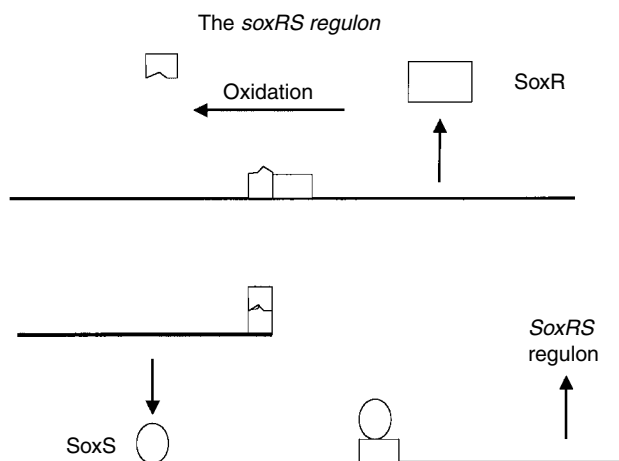 The soxRS regulon
Oxidation
SoxR
SoxRS
regulon
SoxS